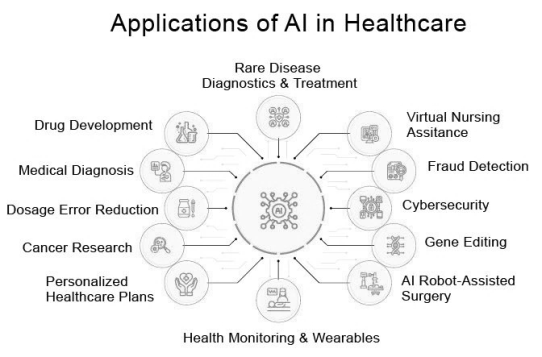 Applications of AI in Healthcare
Rare Disease
Diagnostics & Treatment
Drug Development
Virtual Nursing
Assitance
Medical Diagnosis
Fraud Detection
Dosage Error Reduction
AI
Cybersecurity
Cancer Research
Gene Editing
Personalized
Healthcare Plans
AI Robot-Assisted
Surgery
Health Monitoring & Wearables